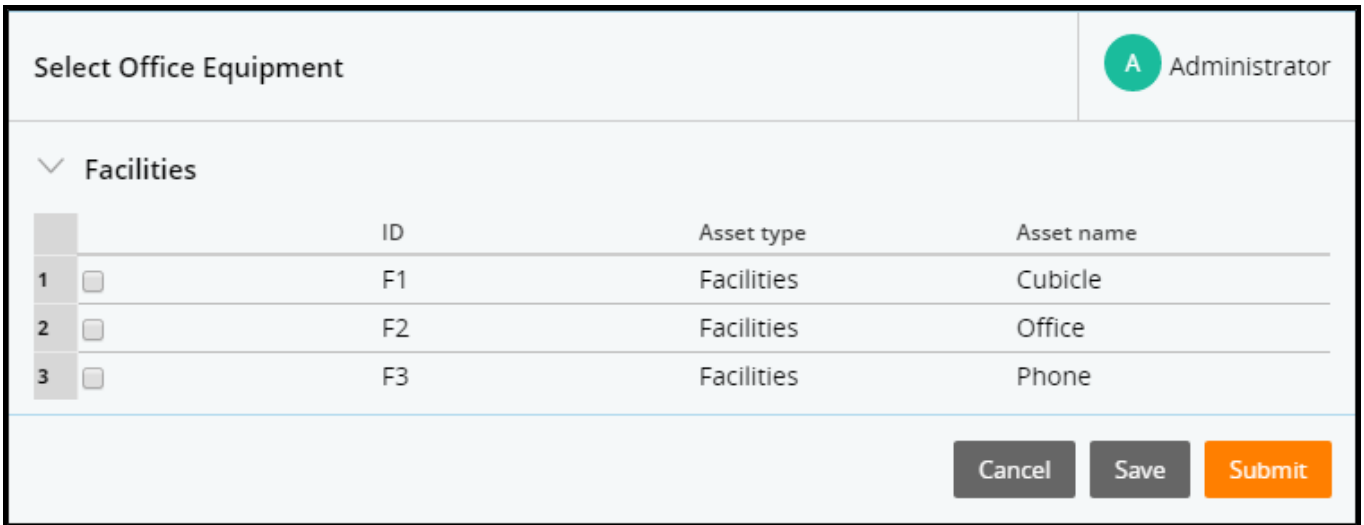 Select Office Equipment
A Administrator
Facilities
ID Asset type Asset name
1 F1 Facilities Cubicle
2 F2 Facilities Office
3 F3 Facilities Phone
Cancel Save Submit